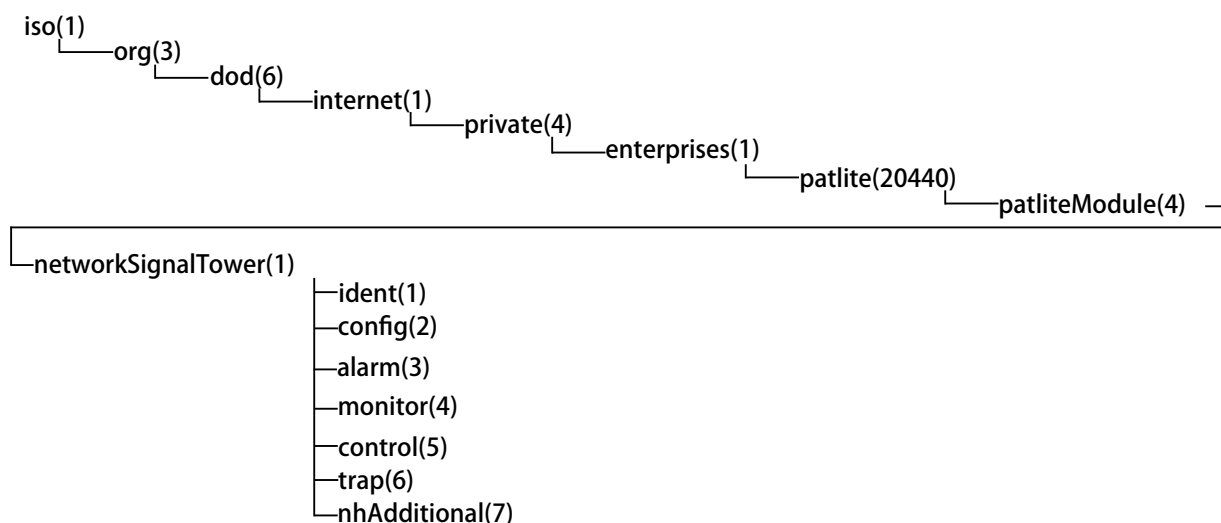 iso(1)
org(3)
dod(6)
internet(1)
private(4)
enterprises(1)
patlite(20440)
patliteModule(4)
networkSignalTower(1)
ident(1)
config(2)
alarm(3)
monitor(4)
control(5)
trap(6)
nhAdditional(7)